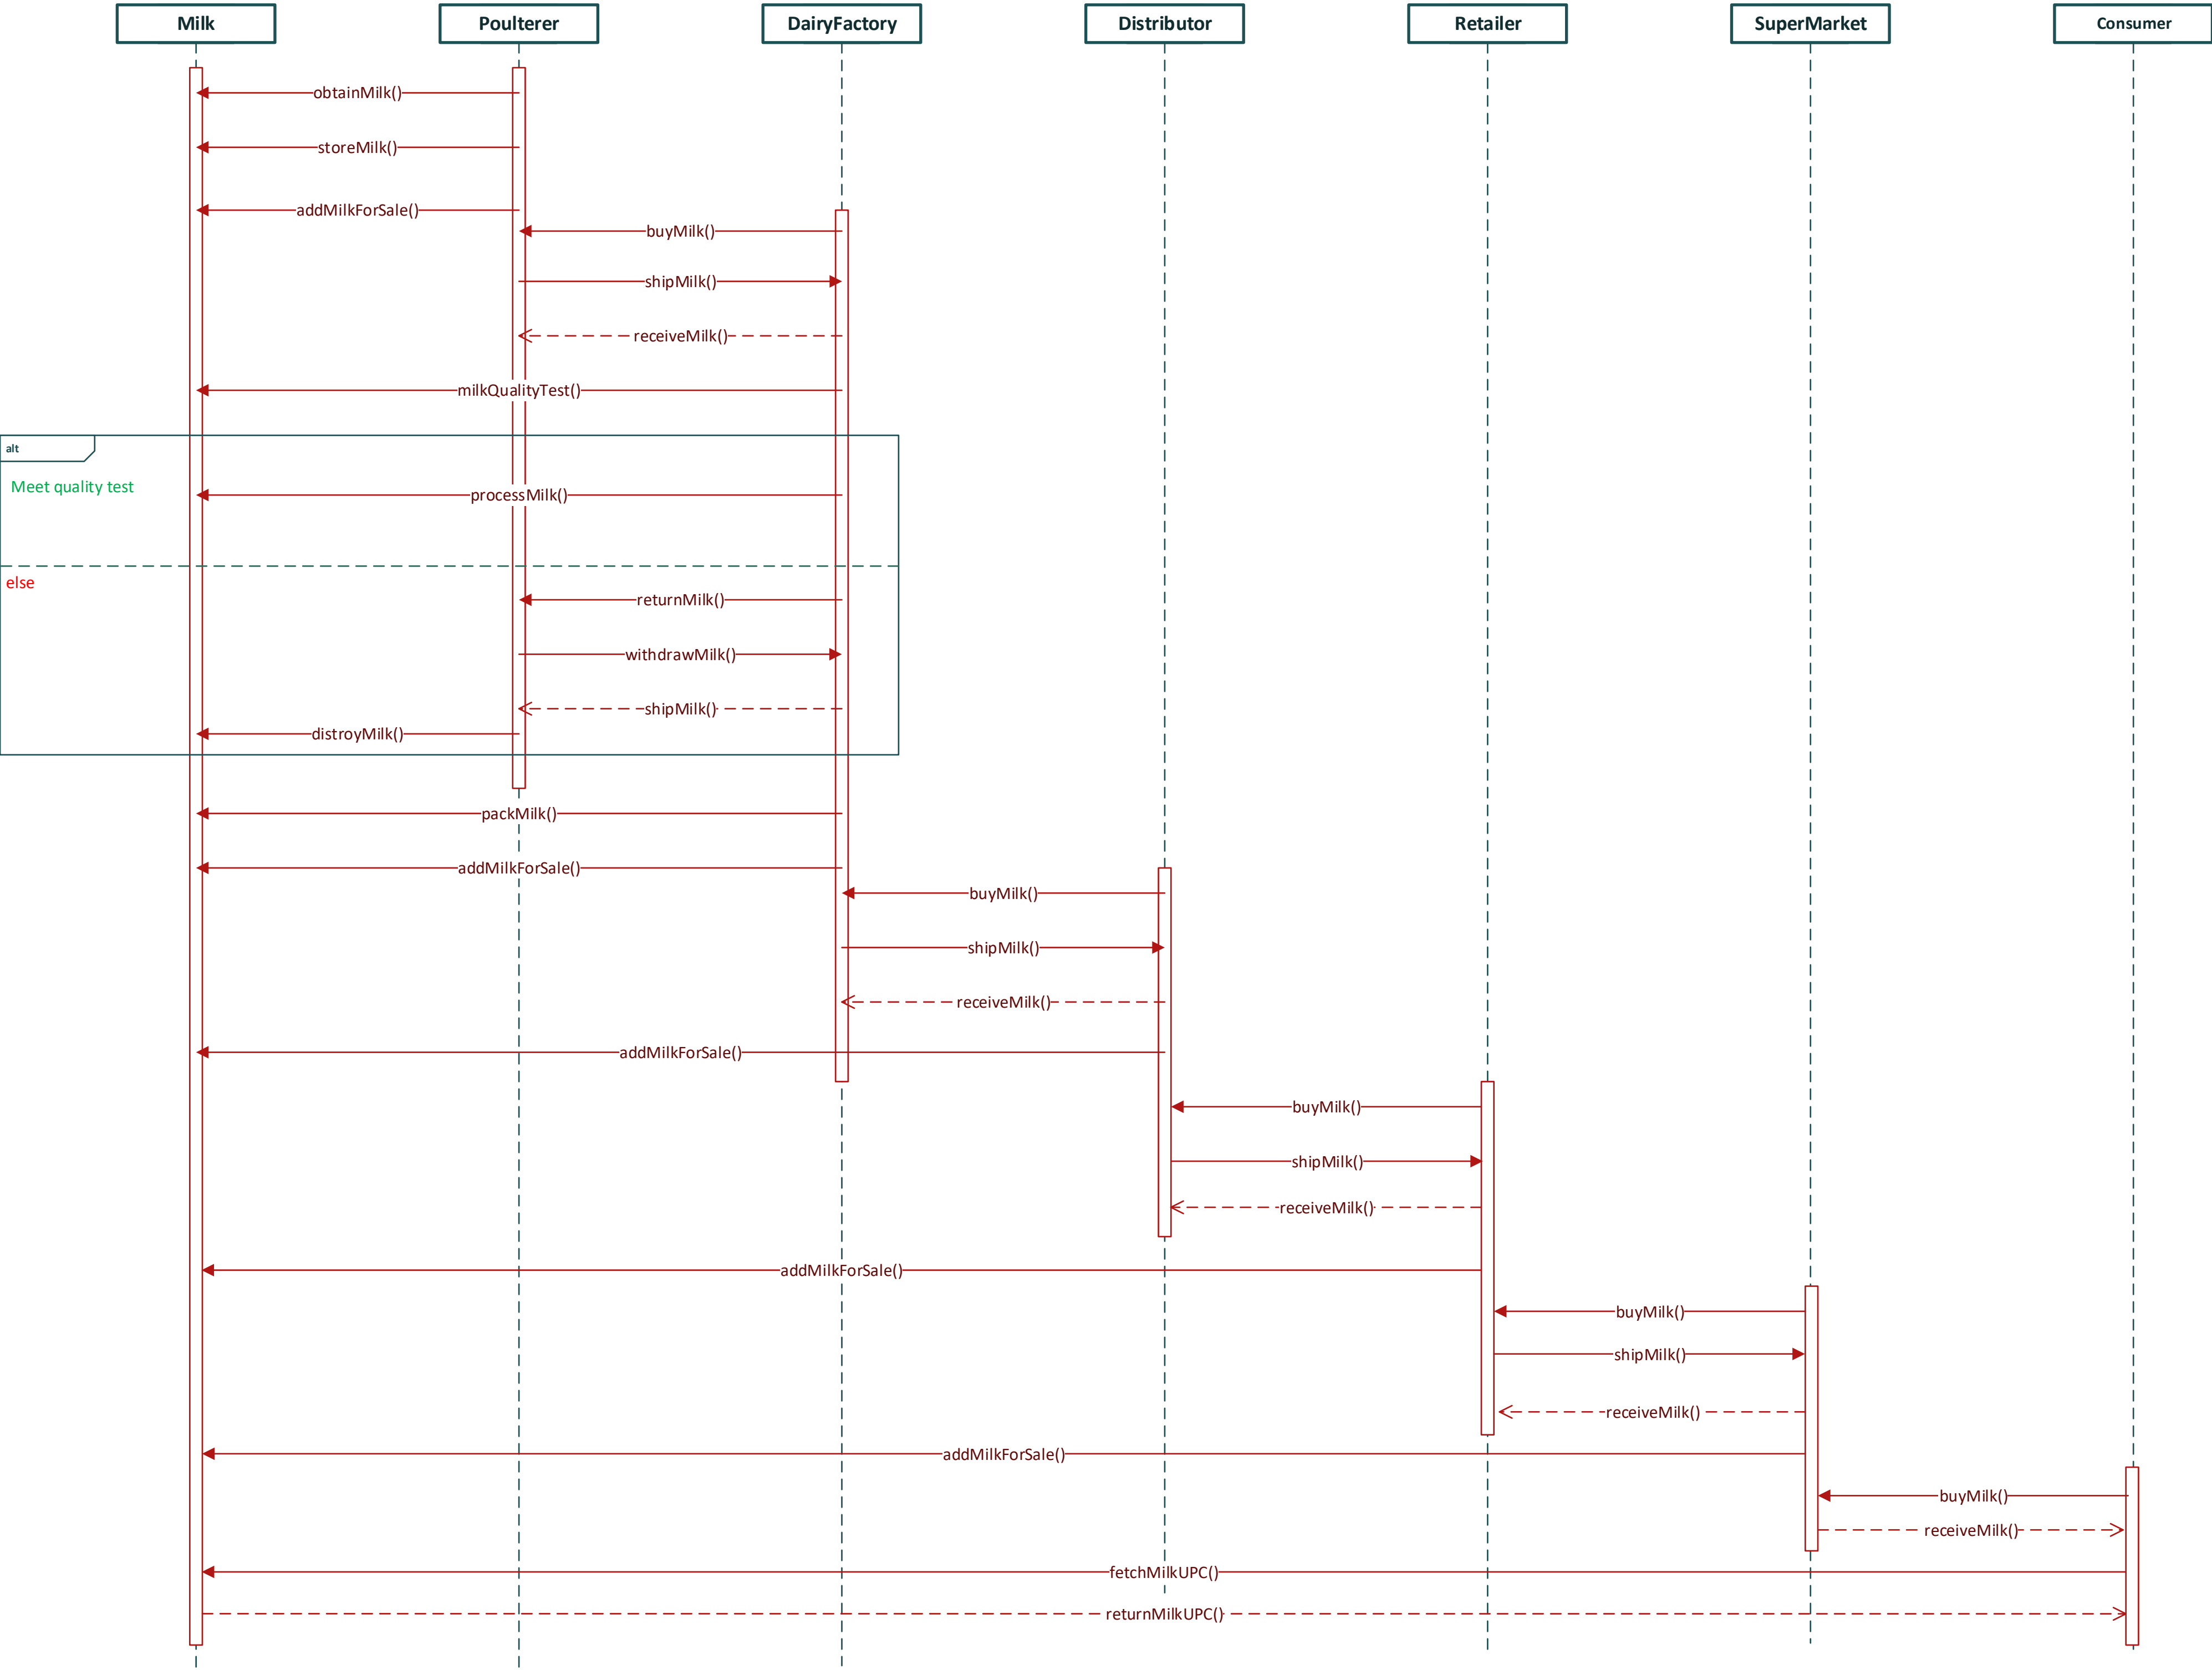 Milk
Poulterer
DairyFactory
Distributor
Retailer
SuperMarket
Consumer
obtainMilk()
storeMilk()
addMilkForSale()
buyMilk()
shipMilk()
receiveMilk()
milkQualityTest()
alt
Meet quality test
processMilk()
else
returnMilk()
withdrawMilk()
shipMilk()
distroyMilk()
packMilk()
addMilkForSale()
buyMilk()
shipMilk()
receiveMilk()
addMilkForSale()
buyMilk()
shipMilk()
receiveMilk()
addMilkForSale()
buyMilk()
shipMilk()
receiveMilk()
addMilkForSale()
buyMilk()
receiveMilk()
fetchMilkUPC()
returnMilkUPC()